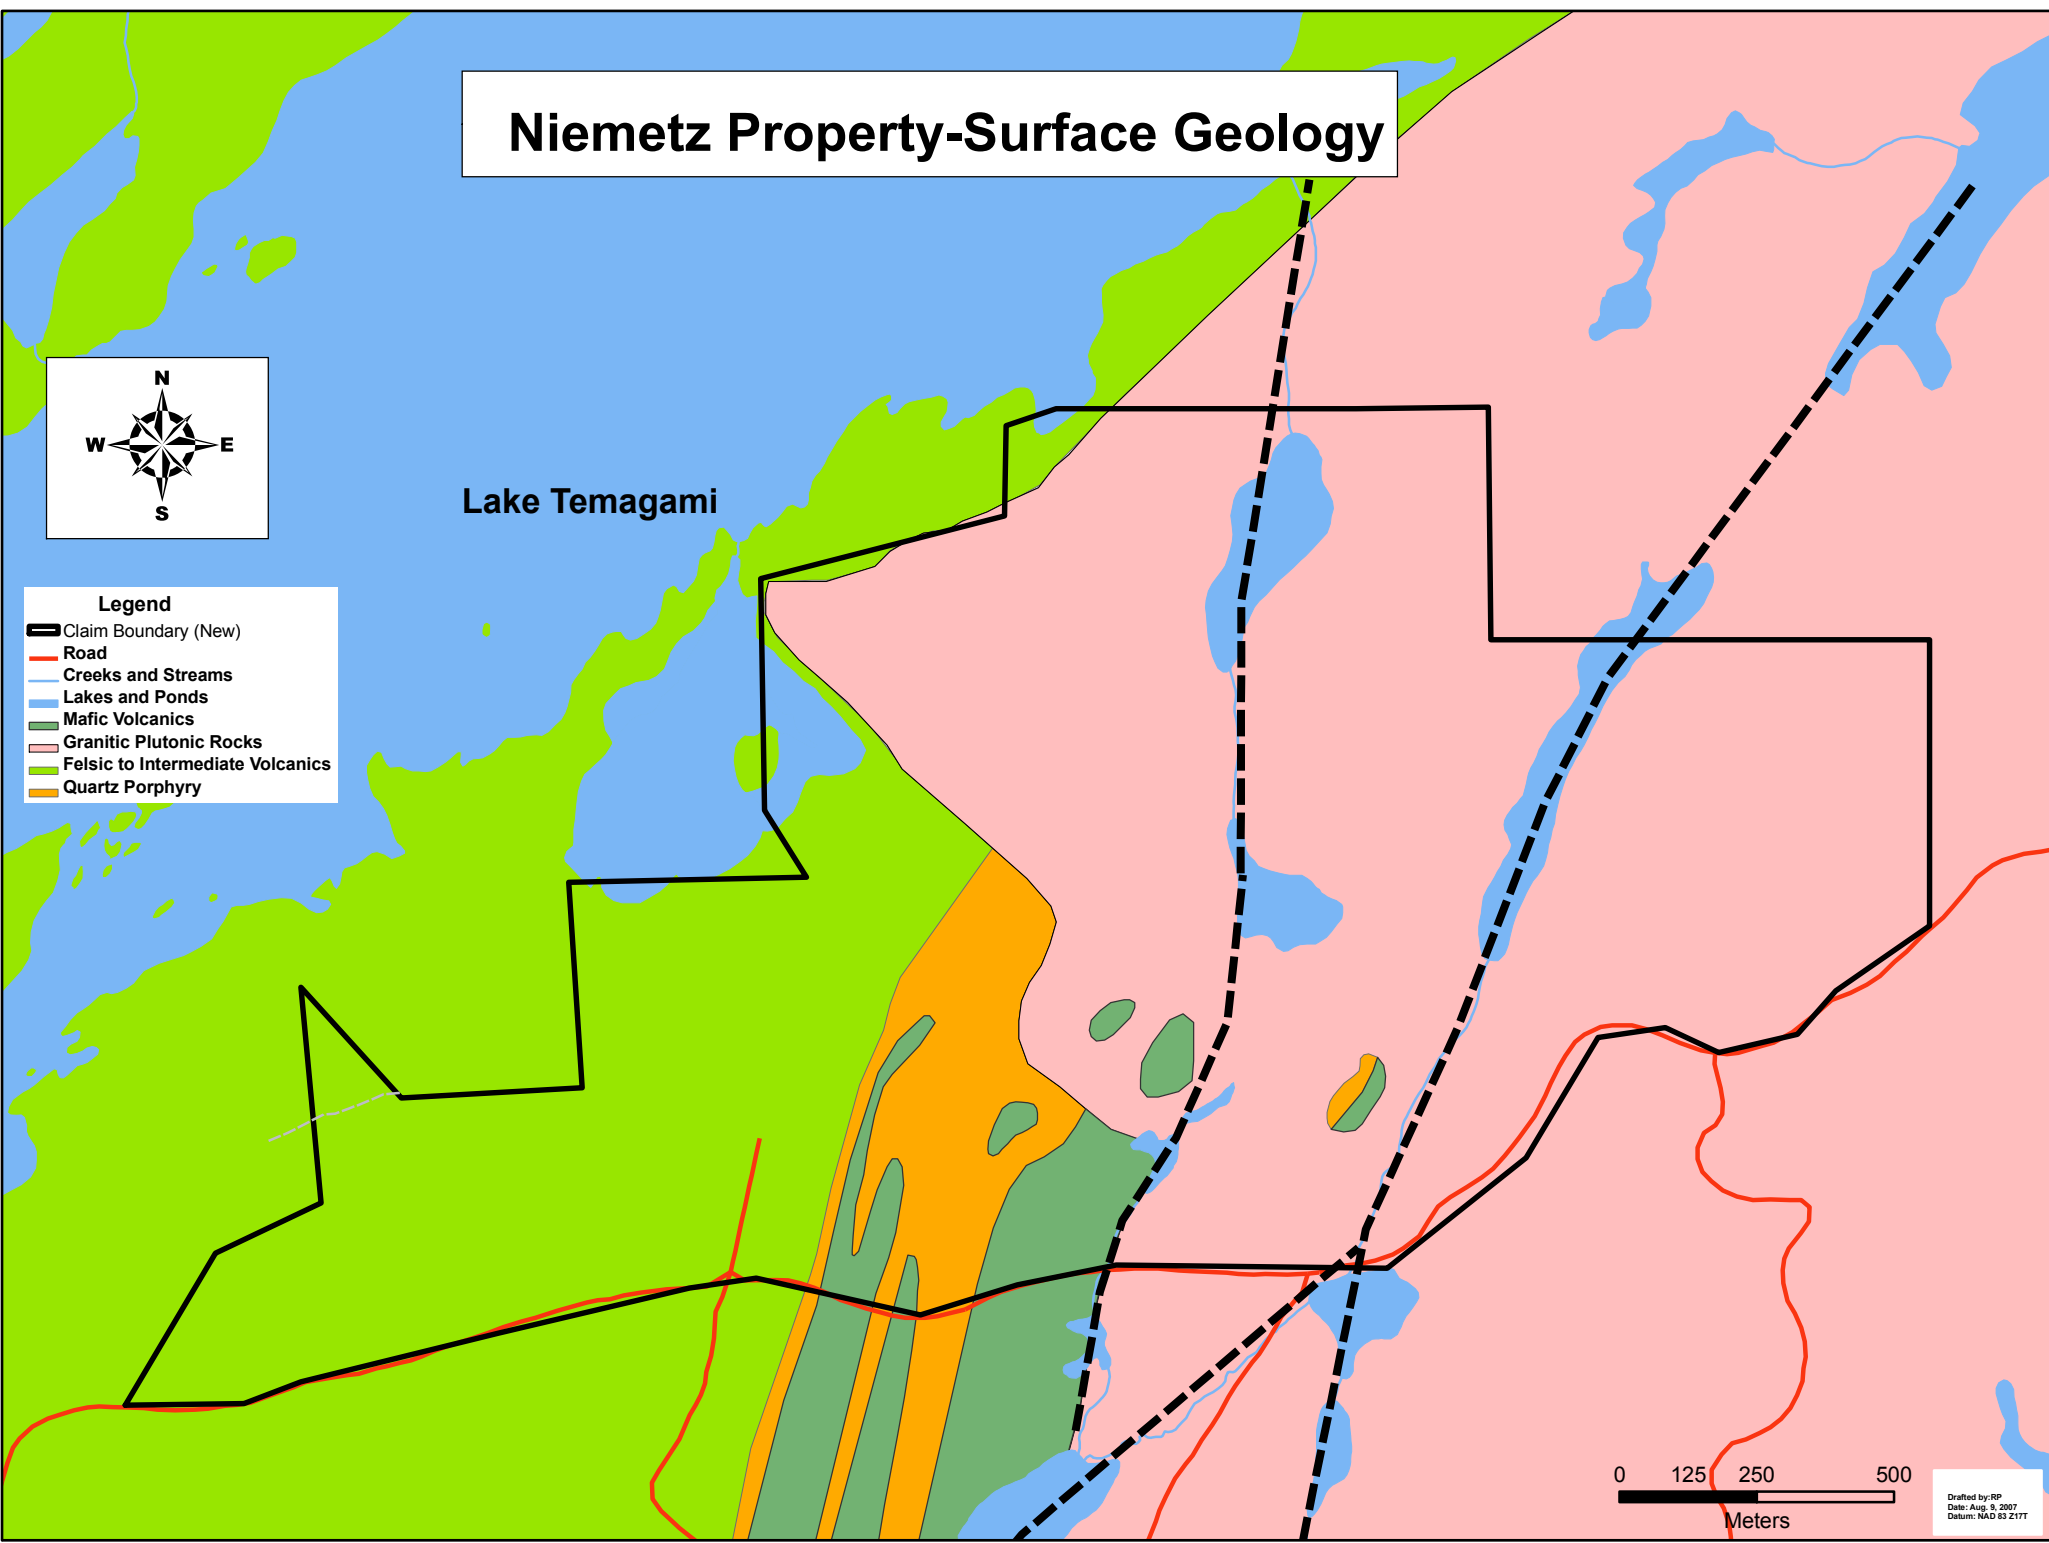 Niemetz Property-Surface Geology
N
W E
S
Lake Temagami
Legend
Claim Boundary (New)
Road
Creeks and Streams
Lakes and Ponds
Mafic Volcanics
Granitic Plutonic Rocks
Felsic to Intermediate Volcanics
Quartz Porphyry
0 125 250 500
Meters
Drafted by:RP
Date: Aug. 9, 2007
Datum: NAD 83 Z17T